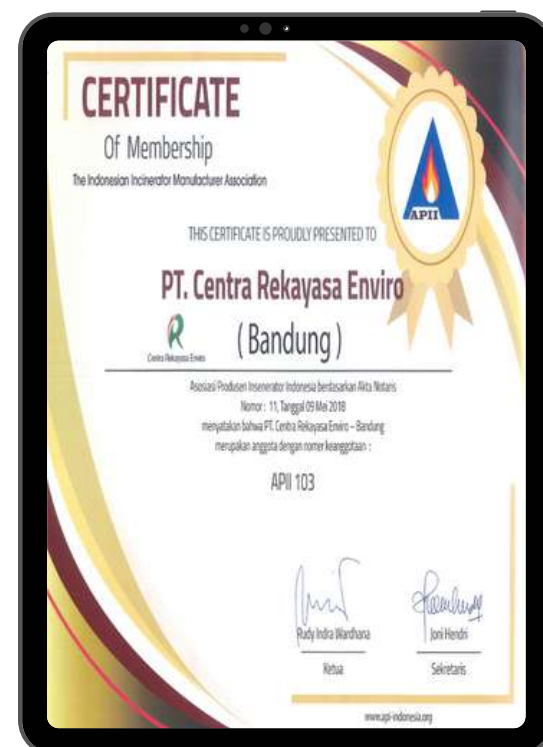 CERTIFICATE
Of Membership
The Indonesian Incinerator Manufacturer Association
APII
THIS CERTIFICATE IS PROUDLY PRESENTED TO
PT. Centra Rekayasa Enviro
( Bandung )
Centra Rekayasa Enviro
Asosiasi Produsen Insenerator Indonesia berdasarkan Akta Notaris
Nomor : 11, Tanggal 09 Mei 2018
menyatakan bahwa PT. Centra Rekayasa Enviro – Bandung
merupakan anggota dengan nomer keanggotaan :
APII 103
Rudy Indra Wardhana
Ketua
Joni Hendri
Sekretaris
www.api-indonesia.org